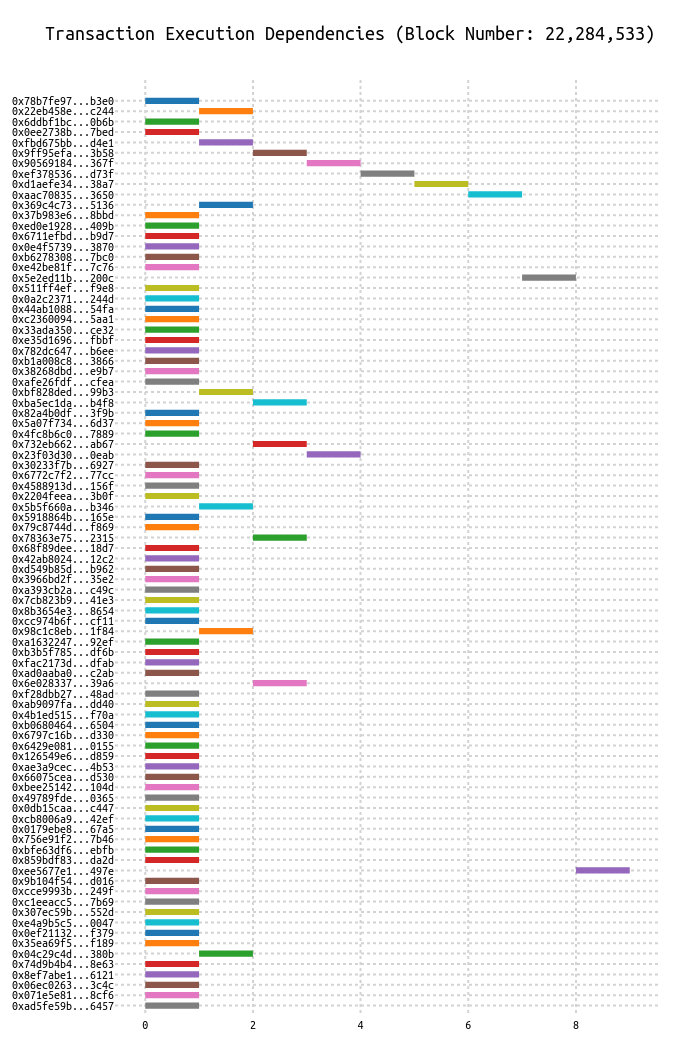 Transaction Execution Dependencies (Block Number: 22,284,533)
0x78b7fe97...b3e0
0x22eb458e...c244
0x6ddbf1bc...0b6b
0x0ee2738b...7bed
0xfbd675bb...d4e1
0x9ff95efa...3b58
0x90569184...367f
0xef378536...d73f
0xd1aefe34...38a7
0xaac70835...3650
0x369c4c73...5136
0x37b983e6...8bbd
0xed0e1928...409b
0x6711efbd...b9d7
0x0e4f5739...3870
0xb6278308...7bc0
0xe42be81f...7c76
0x5e2ed11b...200c
0x511ff4ef...f9e8
0x0a2c2371...244d
0x44ab1088...54fa
0xc2360094...5aa1
0x33ada350...ce32
0xe35d1696...fbbf
0x782dc647...b6ee
0xb1a008c8...3866
0x38268dbd...e9b7
0xafe26fdf...cfea
0xbf828ded...99b3
0xba5ec1da...b4f8
0x82a4b0df...3f9b
0x5a07f734...6d37
0x4fc8b6c0...7889
0x732eb662...ab67
0x23f03d30...0eab
0x30233f7b...6927
0x6772c7f2...77cc
0x4588913d...156f
0x2204feea...3b0f
0x5b5f660a...b346
0x5918864b...165e
0x79c8744d...f869
0x78363e75...2315
0x68f89dee...18d7
0x42ab8024...12c2
0xd549b85d...b962
0x3966bd2f...35e2
0xa393cb2a...c49c
0x7cb823b9...41e3
0x8b3654e3...8654
0xcc974b6f...cf11
0x98c1c8eb...1f84
0xa1632247...92ef
0xb3b5f785...df6b
0xfac2173d...dfab
0xad0aaba0...c2ab
0x6e028337...39a6
0xf28dbb27...48ad
0xab9097fa...dd40
0x4b1ed515...f70a
0xb0680464...6504
0x6797c16b...d330
0x6429e081...0155
0x126549e6...d859
0xae3a9cec...4b53
0x66075cea...d530
0xbee25142...104d
0x49789fde...0365
0x0db15caa...c447
0xcb8006a9...42ef
0x0179ebe8...67a5
0x756e91f2...7b46
0xbfe63df6...ebfb
0x859bdf83...da2d
0xee5677e1...497e
0x9b104f54...d016
0xcce9993b...249f
0xc1eeacc5...7b69
0x307ec59b...552d
0xe4a9b5c5...0047
0x0ef21132...f379
0x35ea69f5...f189
0x04c29c4d...380b
0x74d9b4b4...8e63
0x8ef7abe1...6121
0x06ec0263...3c4c
0x071e5e81...8cf6
0xad5fe59b...6457
0 2 4 6 8